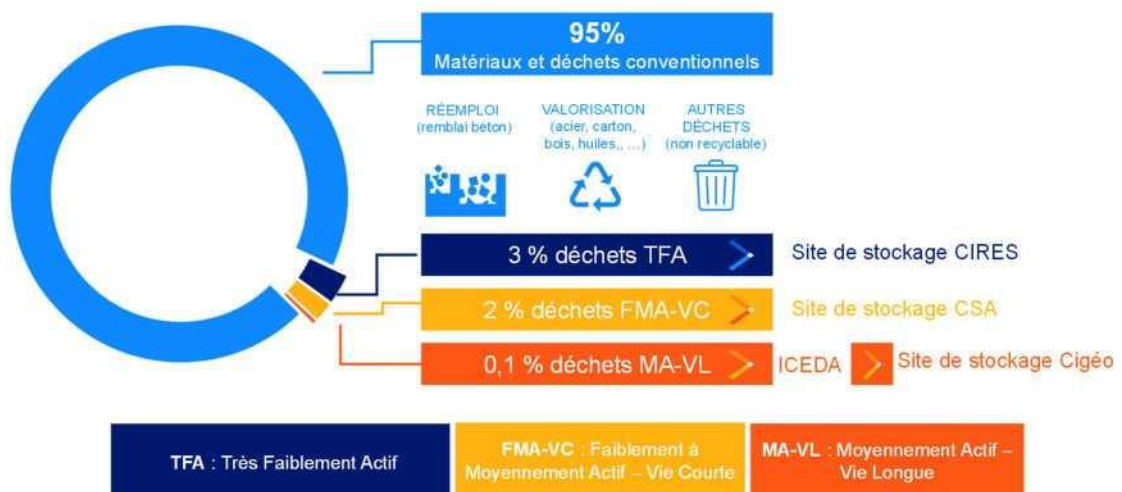 95%
Matériaux et déchets conventionnels
RÉEMPLOI
(remblai béton)
VALORISATION
(acier, carton,
bois, huiles,, ...)
AUTRES
DÉCHETS
(non recyclable)
3 % déchets TFA
Site de stockage CIRES
2 % déchets FMA-VC
Site de stockage CSA
0,1 % déchets MA-VL
ICEDA
Site de stockage Cigéo
TFA : Très Faiblement Actif
FMA-VC : Faiblement à
Moyennement Actif – Vie Courte
MA-VL : Moyennement Actif –
Vie Longue